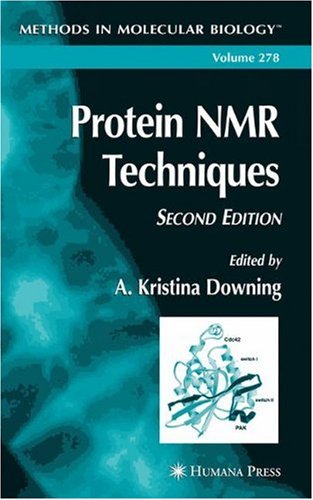 METHODS IN MOLECULAR BIOLOGY™
Volume 278
Protein NMR
Techniques
SECOND EDITION
Edited by
A. Kristina Downing
Cdc42
switch I
switch II
PAK
HUMANA PRESS